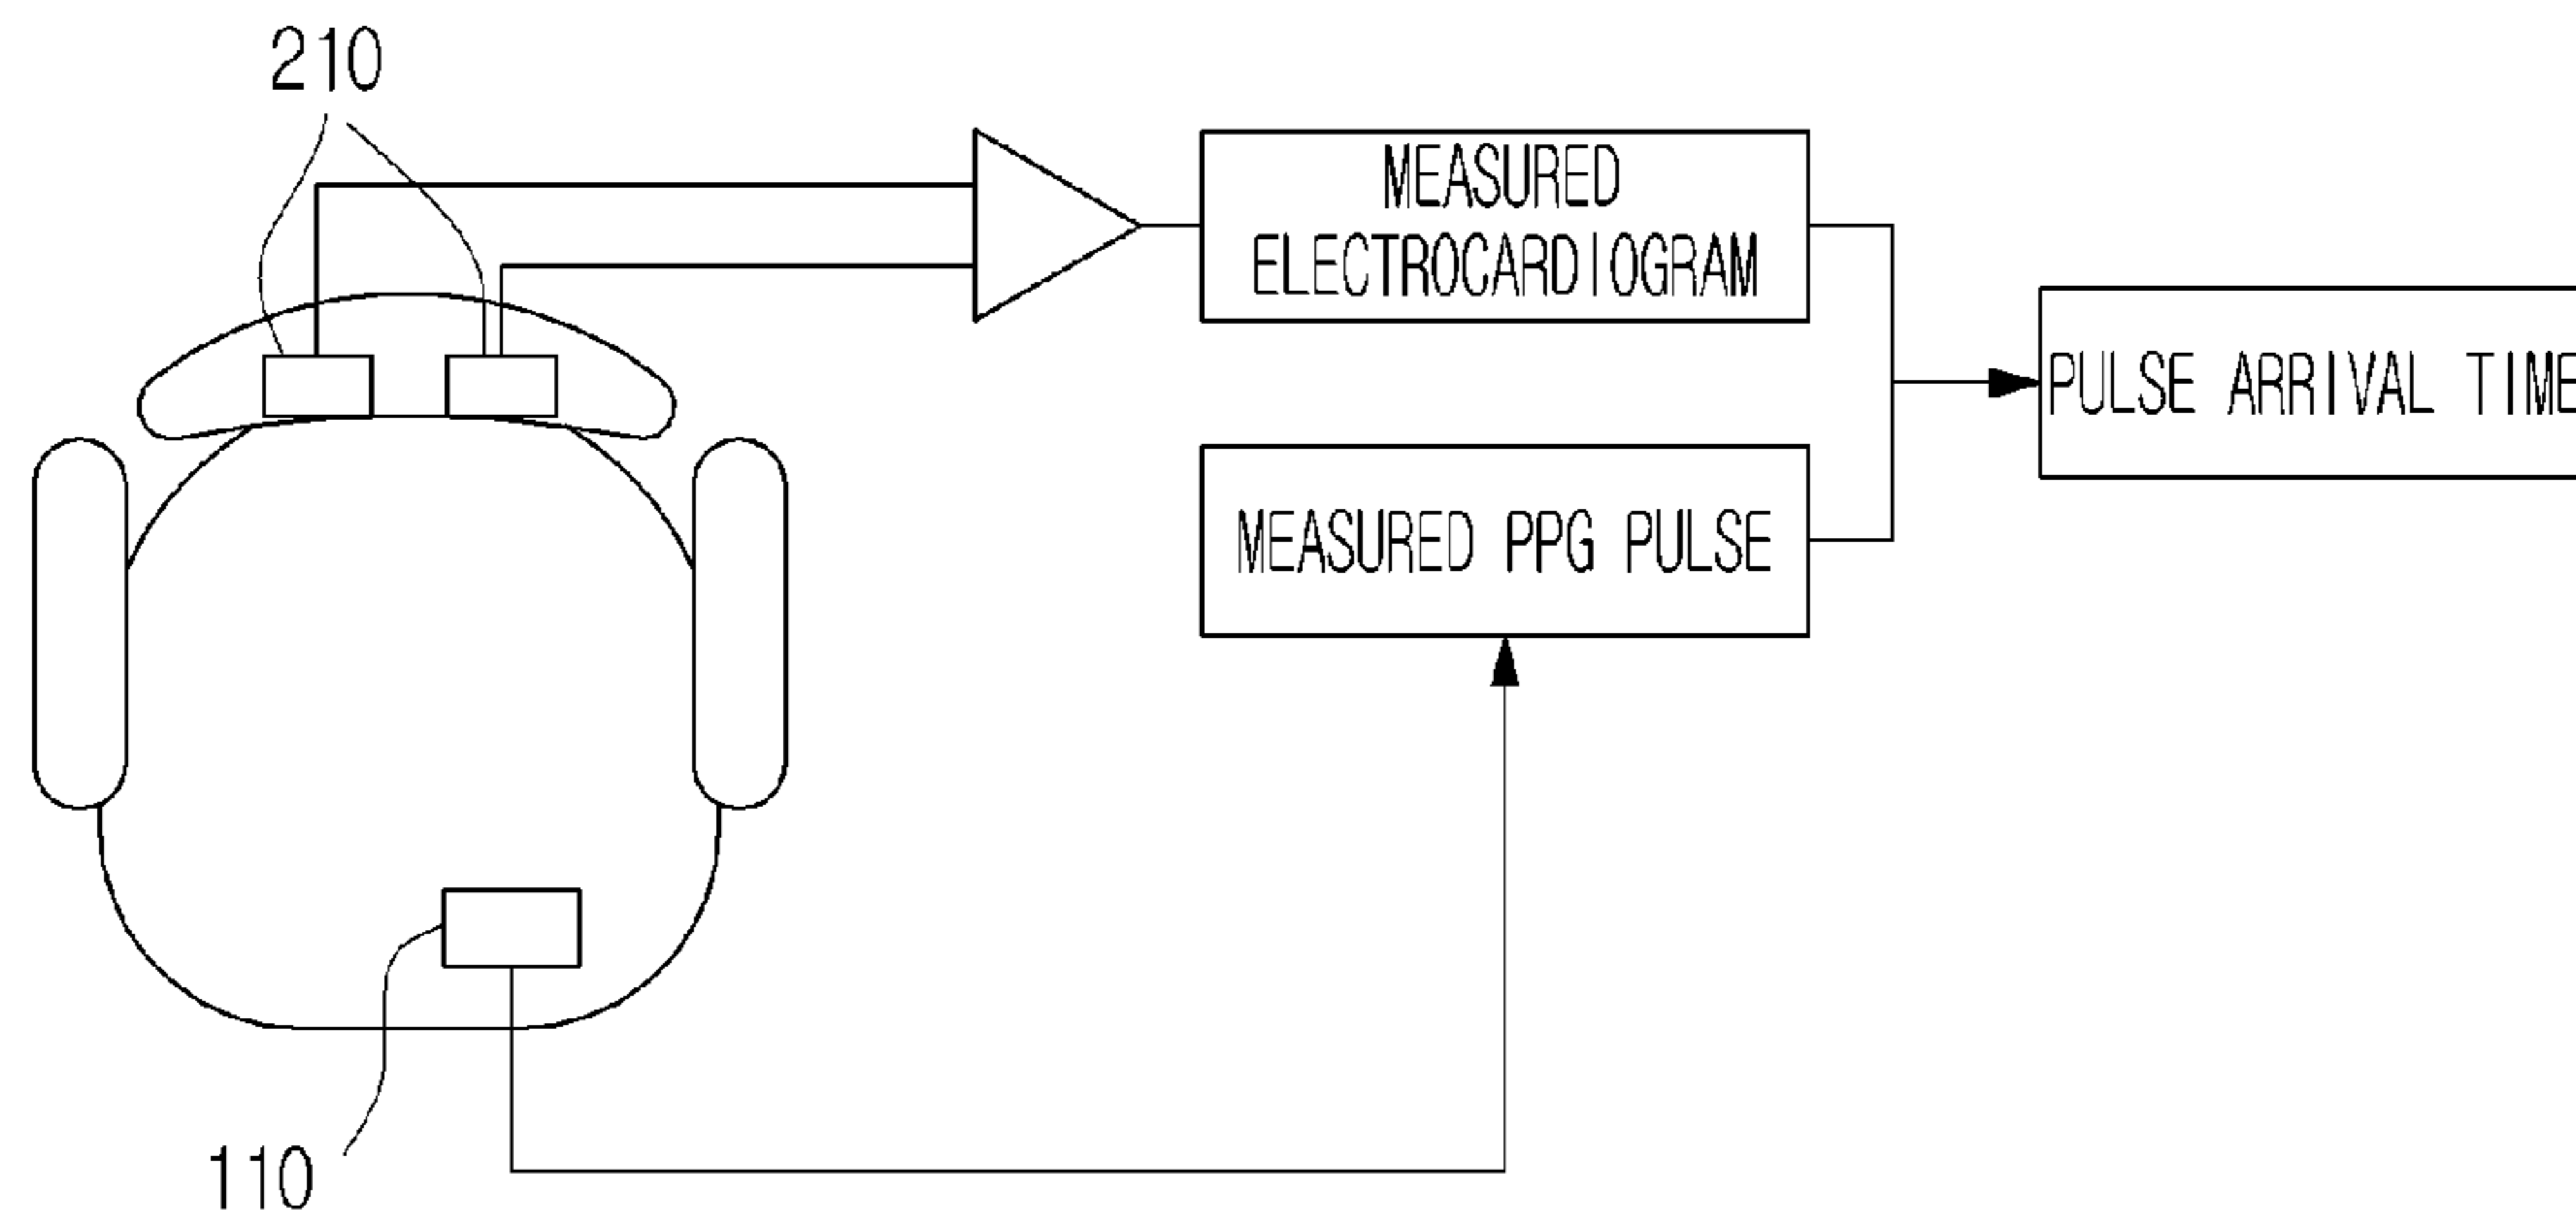 210
MEASURED
ELECTROCARDIOGRAM
PULSE ARRIVAL TIME
MEASURED PPG PULSE
110